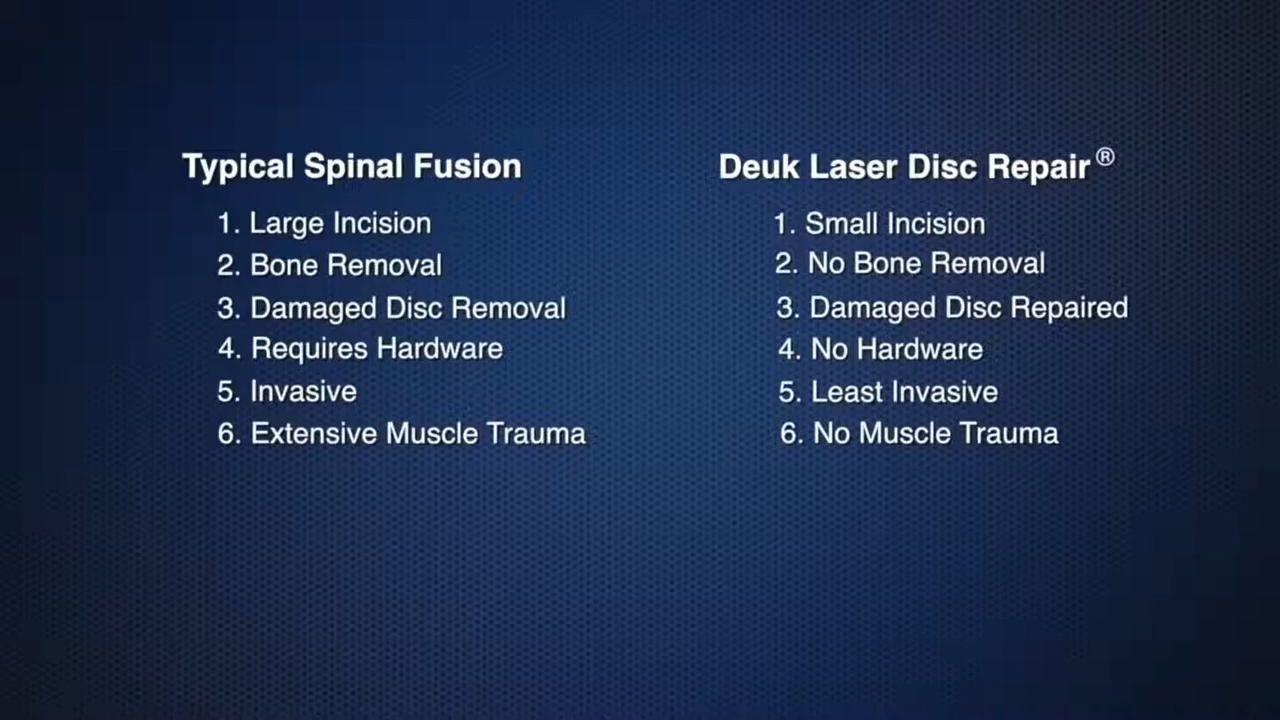 Typical Spinal Fusion
1. Large Incision
2. Bone Removal
3. Damaged Disc Removal
4. Requires Hardware
5. Invasive
6. Extensive Muscle Trauma
Deuk Laser Disc Repair®
1. Small Incision
2. No Bone Removal
3. Damaged Disc Repaired
4. No Hardware
5. Least Invasive
6. No Muscle Trauma